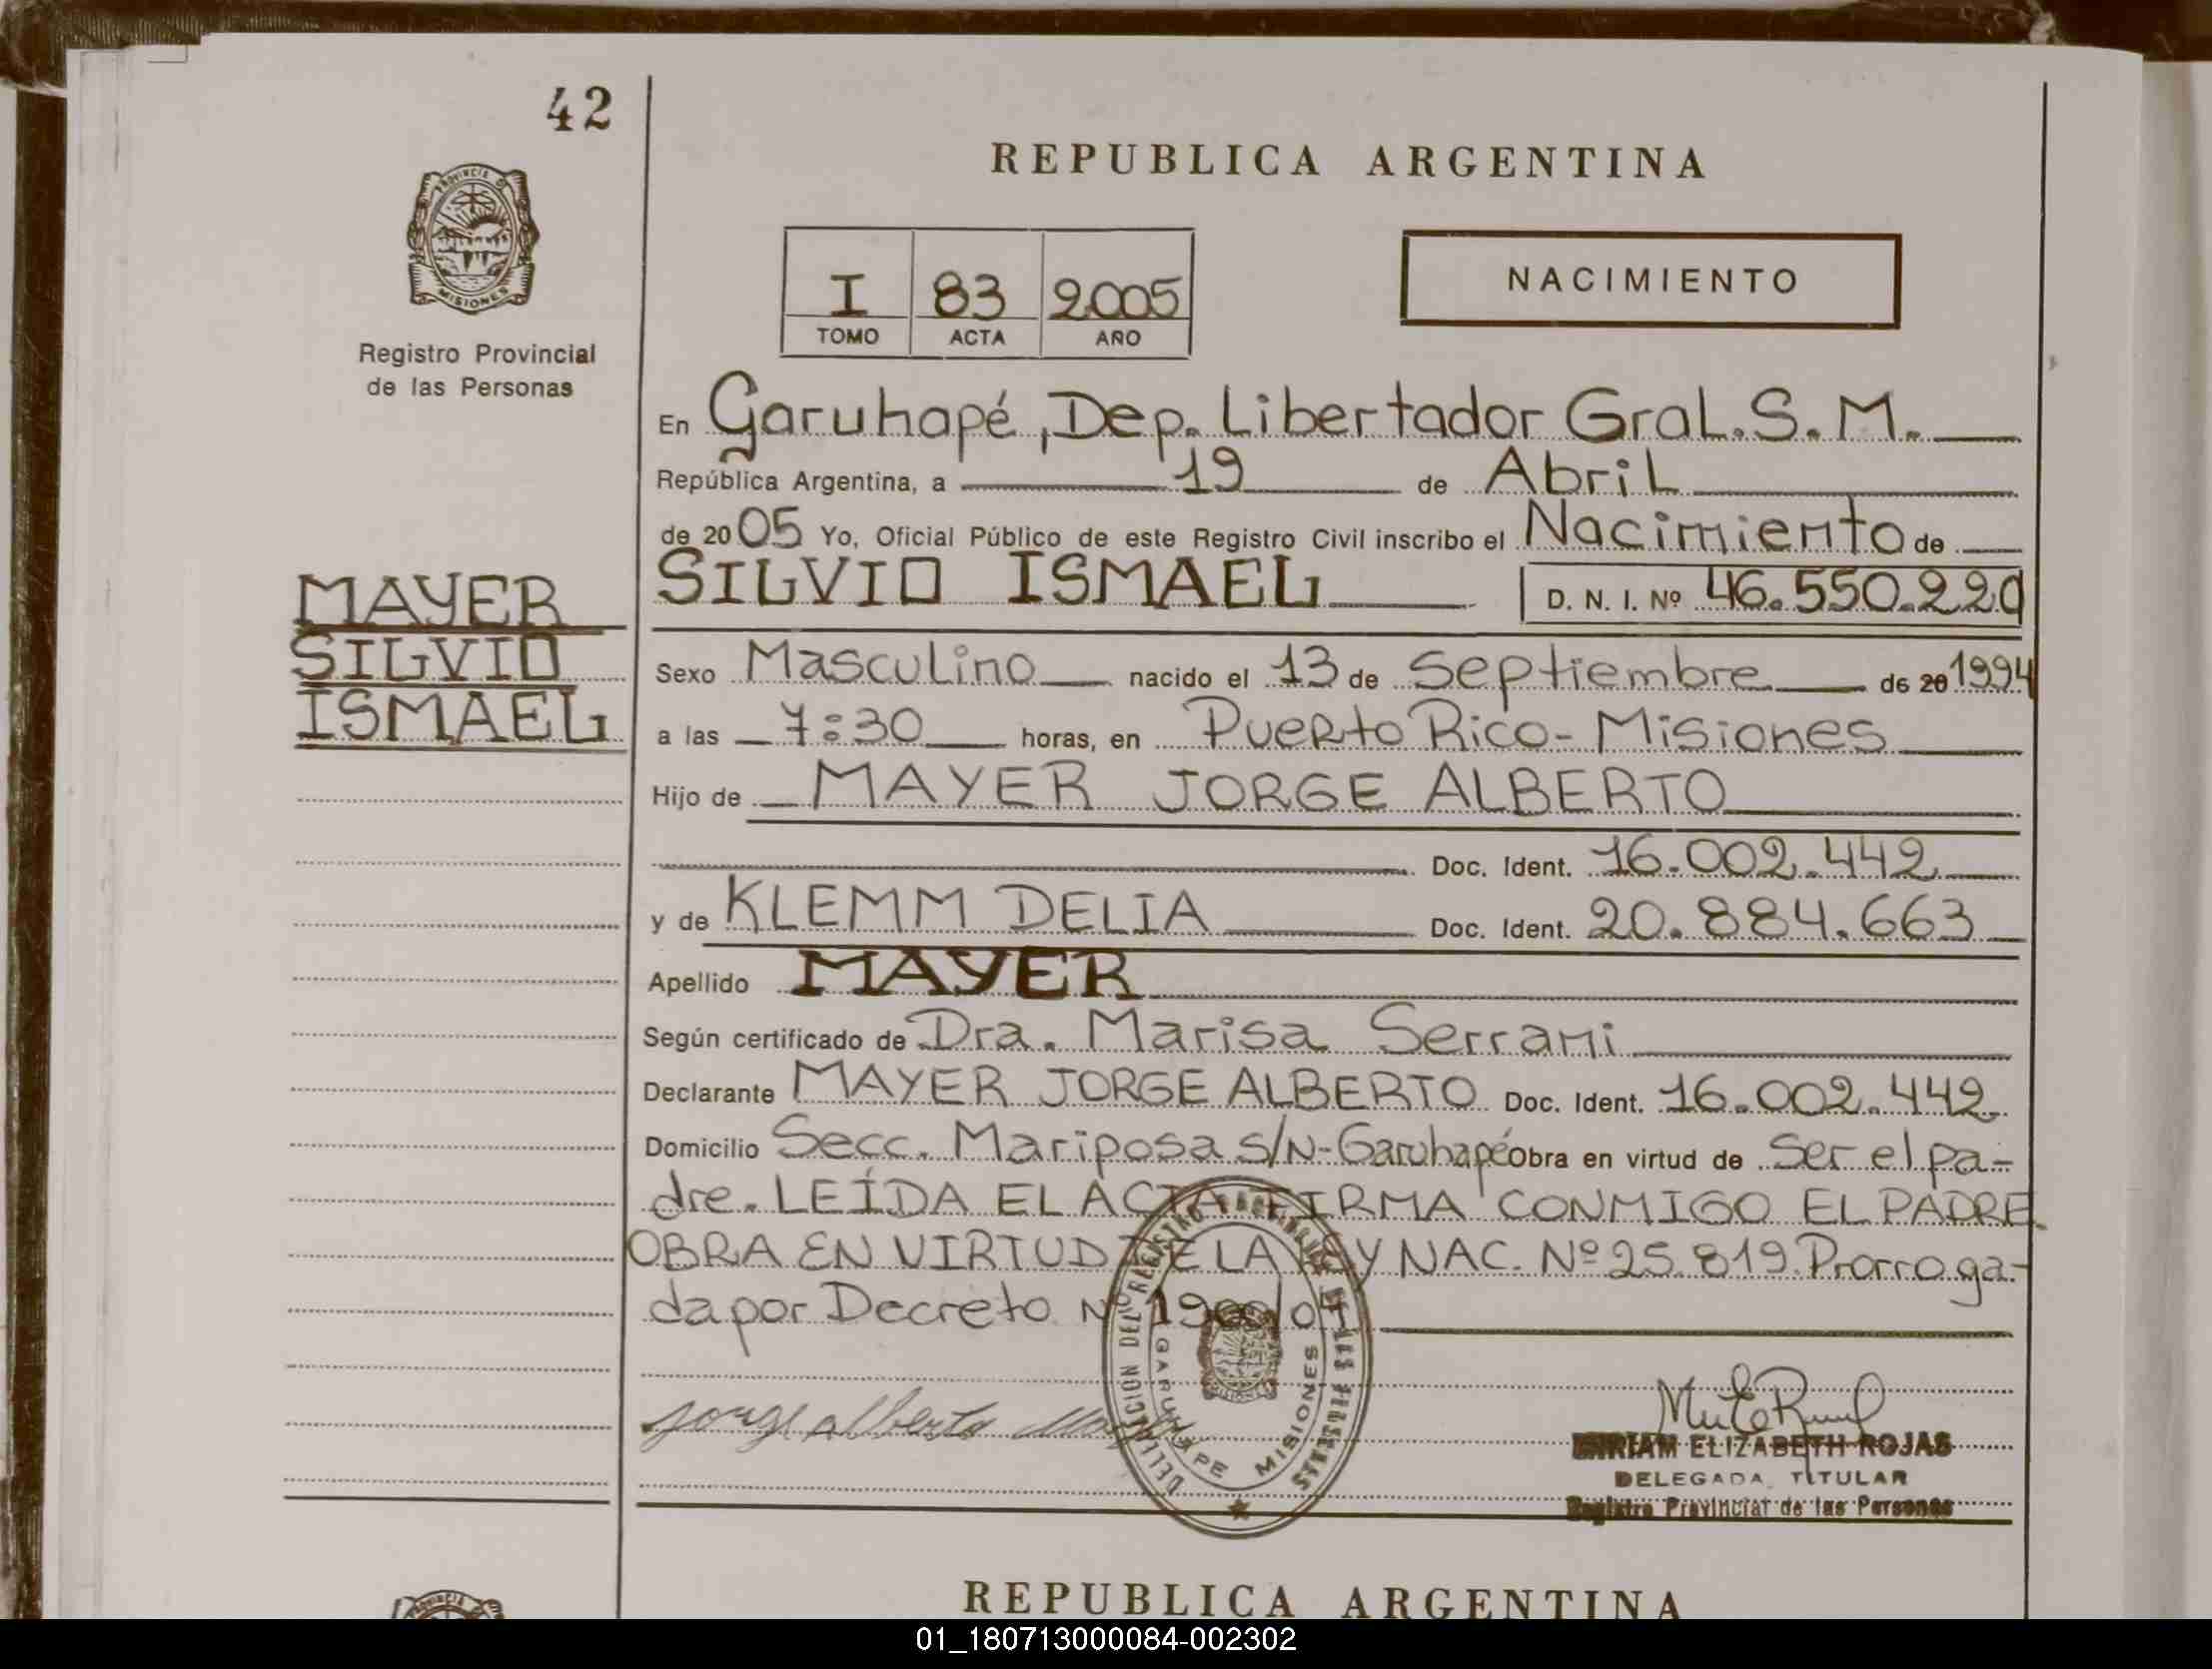 42
REPUBLICA ARGENTINA
PROVINCIA D
MISIONES
Registro Provincial
de las Personas
NACIMIENTO
I 83 2005
TOMO ACTA AÑO
En Garuhapé, Dep. Libertador Gral. S. M.
República Argentina, a 19 de Abril
de 2005 Yo, Oficial Público de este Registro Civil inscribo el Nacimiento de
SILVIO ISMAEL D. N. I. Nº 46.550.220
MAYER
SILVIO
ISMAEL
Sexo Masculino nacido el 13 de Septiembre de 20 1994
a las 7:30 horas, en Puerto Rico - Misiones
Hijo de MAYER JORGE ALBERTO
Doc. Ident. 16.002.442
y de KLEMM DELIA Doc. Ident. 20.884.663
Apellido MAYER
Según certificado de Dra. Marisa Serrani
Declarante MAYER JORGE ALBERTO Doc. Ident. 16.002.442
Domicilio Secc. Mariposa S/N - Garuhapé Obra en virtud de Ser el pa-
dre. LEÍDA EL ACTA FIRMA CONMIGO EL PADRE.
OBRA EN VIRTUD DE LA LEY NAC. Nº 25.819. Prorroga-
da por Decreto Nº /04
Jorge alberto
MIRIAM ELIZABETH ROJAS
DELEGADA TITULAR
Registro Provincial de las Personas
GARUHAPE MISIONES
REPUBLICA ARGENTINA
01_180713000084-002302